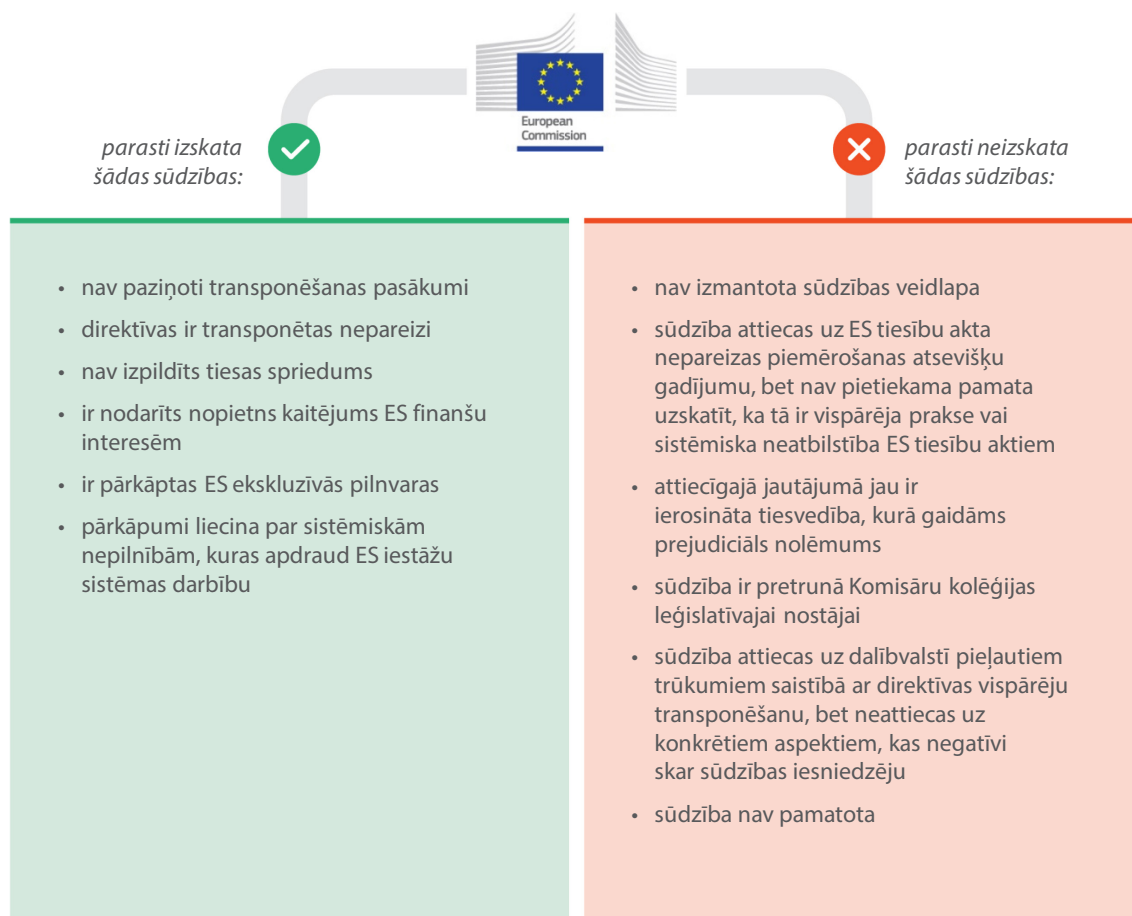 European
Commission
parasti izskata
šādas sūdzības:
parasti neizskata
šādas sūdzības:
• nav paziņoti transponēšanas pasākumi
• direktīvas ir transponētas nepareizi
• nav izpildīts tiesas spriedums
• ir nodarīts nopietns kaitējums ES finanšu
interesēm
• ir pārkāptas ES ekskluzīvās pilnvaras
• pārkāpumi liecina par sistēmiskām
nepilnībām, kuras apdraud ES iestāžu
sistēmas darbību
• nav izmantota sūdzības veidlapa
• sūdzība attiecas uz ES tiesību akta
nepareizas piemērošanas atsevišķu
gadījumu, bet nav pietiekama pamata
uzskatīt, ka tā ir vispārēja prakse vai
sistēmiska neatbilstība ES tiesību aktiem
• attiecīgajā jautājumā jau ir
ierosināta tiesvedība, kurā gaidāms
prejudiciāls nolēmums
• sūdzība ir pretrunā Komisāru kolēģijas
leģislatīvajai nostājai
• sūdzība attiecas uz dalībvalstī pieļautiem
trūkumiem saistībā ar direktīvas vispārēju
transponēšanu, bet neattiecas uz
konkrētiem aspektiem, kas negatīvi
skar sūdzības iesniedzēju
• sūdzība nav pamatota